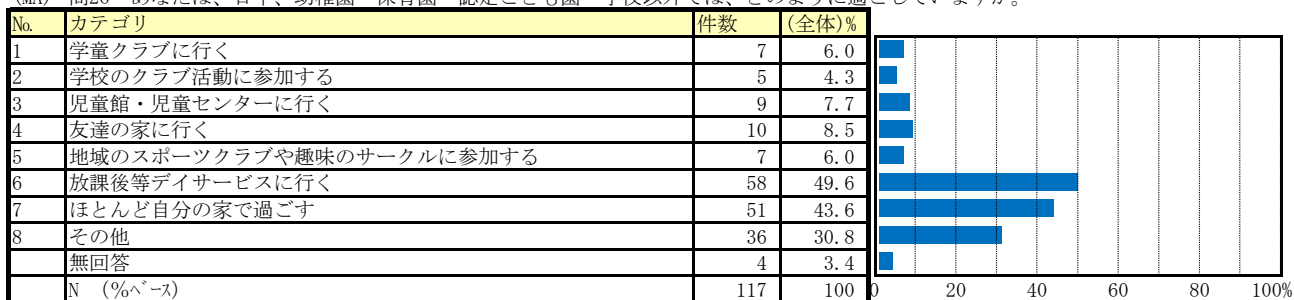 No. カテゴリ 件数 (全体)%
1 学童クラブに行く 7 6.0
2 学校のクラブ活動に参加する 5 4.3
3 児童館・児童センターに行く 9 7.7
4 友達の家に行く 10 8.5
5 地域のスポーツクラブや趣味のサークルに参加する 7 6.0
6 放課後等デイサービスに行く 58 49.6
7 ほとんど自分の家で過ごす 51 43.6
8 その他 36 30.8
無回答 4 3.4
N (%ﾍﾞｰｽ) 117 100
0 20 40 60 80 100%